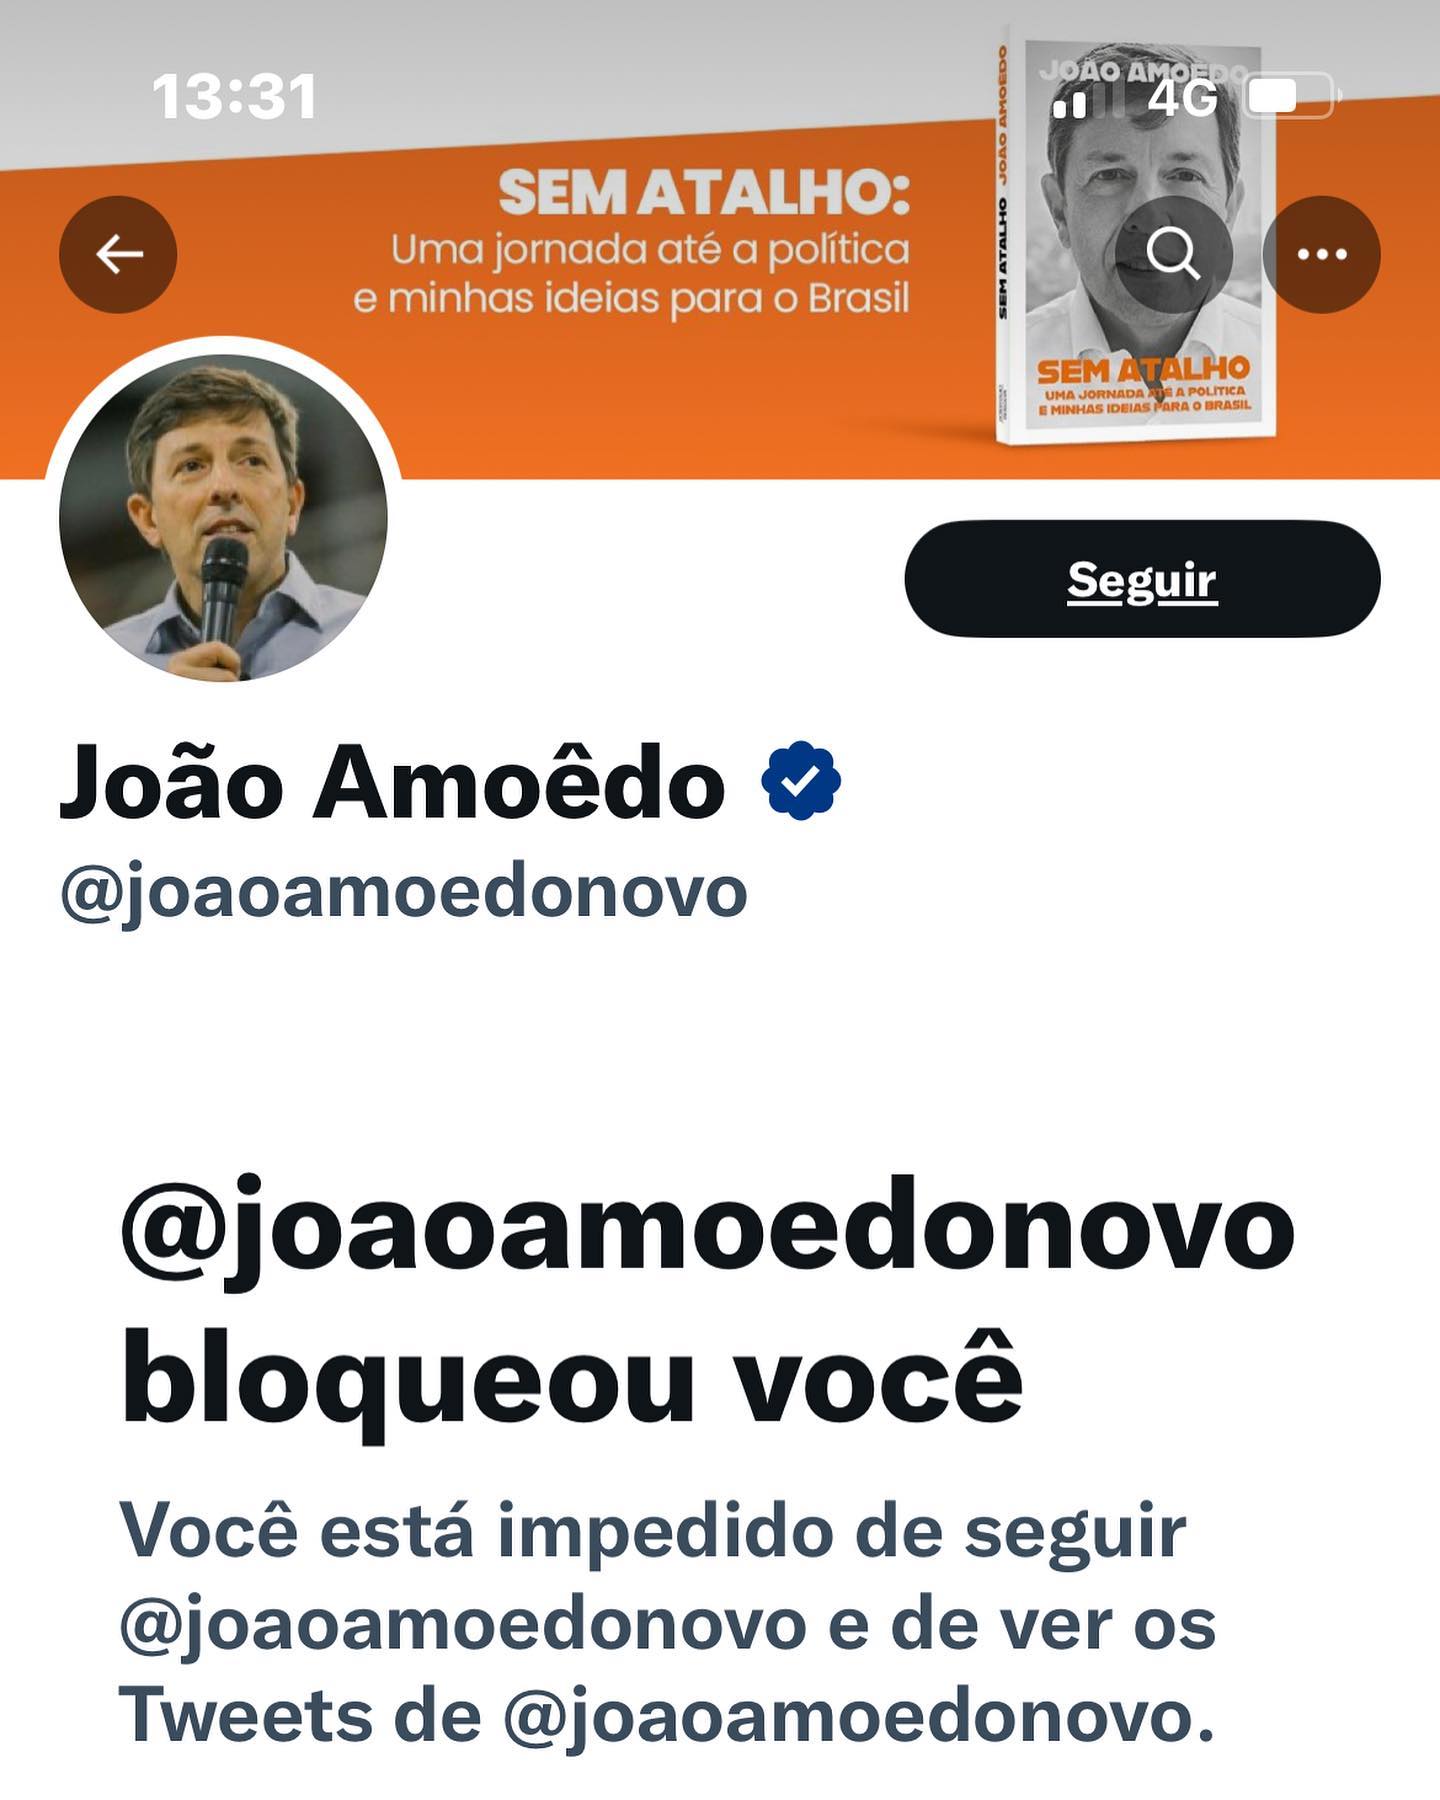 13:31
4G
SEM ATALHO:
Uma jornada até a política
e minhas ideias para o Brasil
JOÃO AMOÊDO
SEM ATALHO JOÃO AMOÊDO
SEM ATALHO
UMA JORNADA ATÉ A POLÍTICA
E MINHAS IDEIAS PARA O BRASIL
Seguir
João Amoêdo
@joaoamoedonovo
@joaoamoedonovo
bloqueou você
Você está impedido de seguir
@joaoamoedonovo e de ver os
Tweets de @joaoamoedonovo.